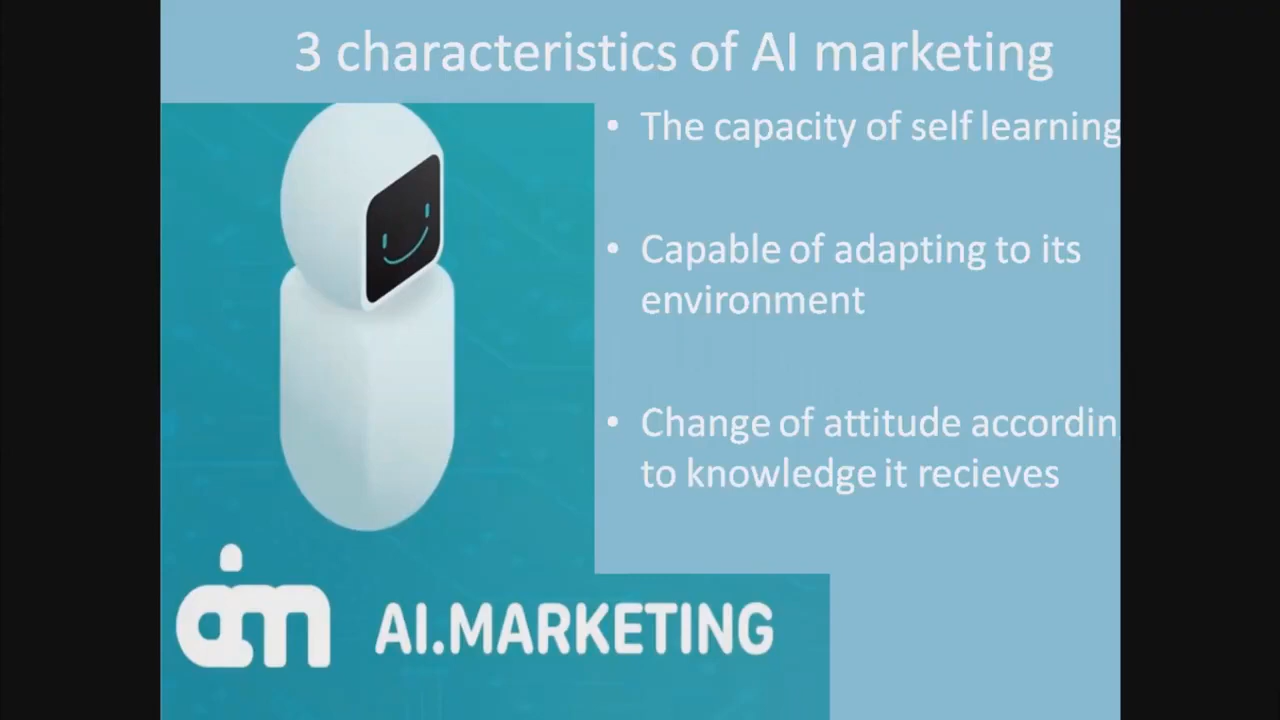 3 characteristics of AI marketing
• The capacity of self learning
• Capable of adapting to its
environment
• Change of attitude accordin
to knowledge it recieves
aim
AI.MARKETING